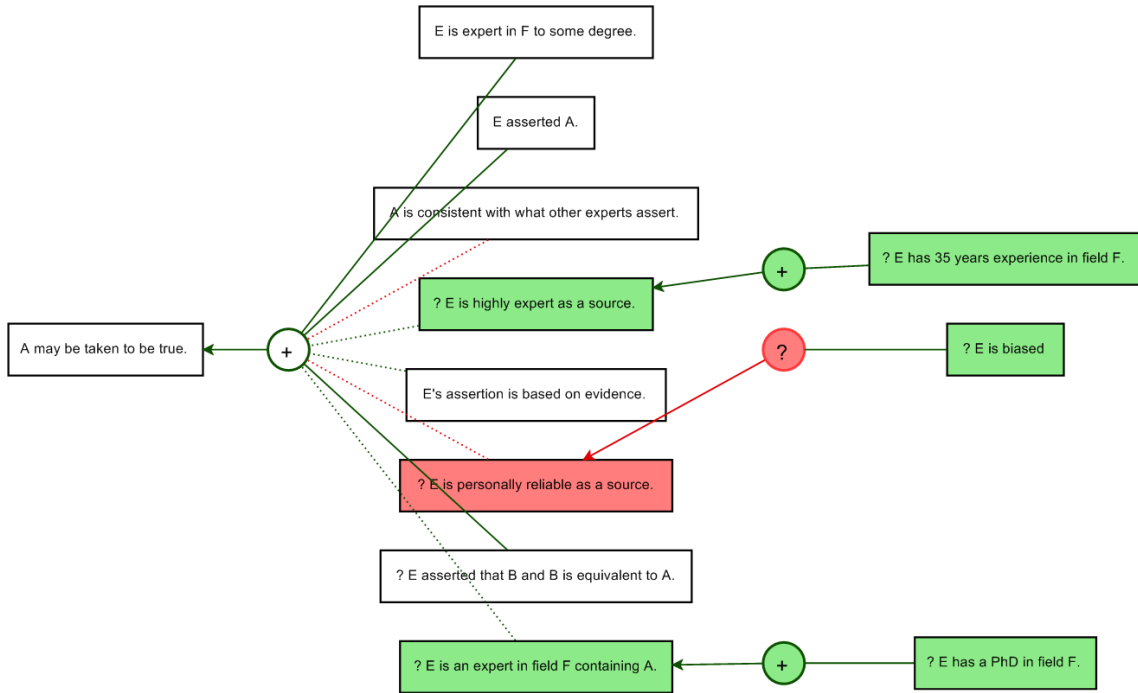 E is expert in F to some degree.
E asserted A.
A is consistent with what other experts assert.
? E is highly expert as a source.
+
? E has 35 years experience in field F.
A may be taken to be true.
+
?
? E is biased
E's assertion is based on evidence.
? E is personally reliable as a source.
? E asserted that B and B is equivalent to A.
? E is an expert in field F containing A.
+
? E has a PhD in field F.